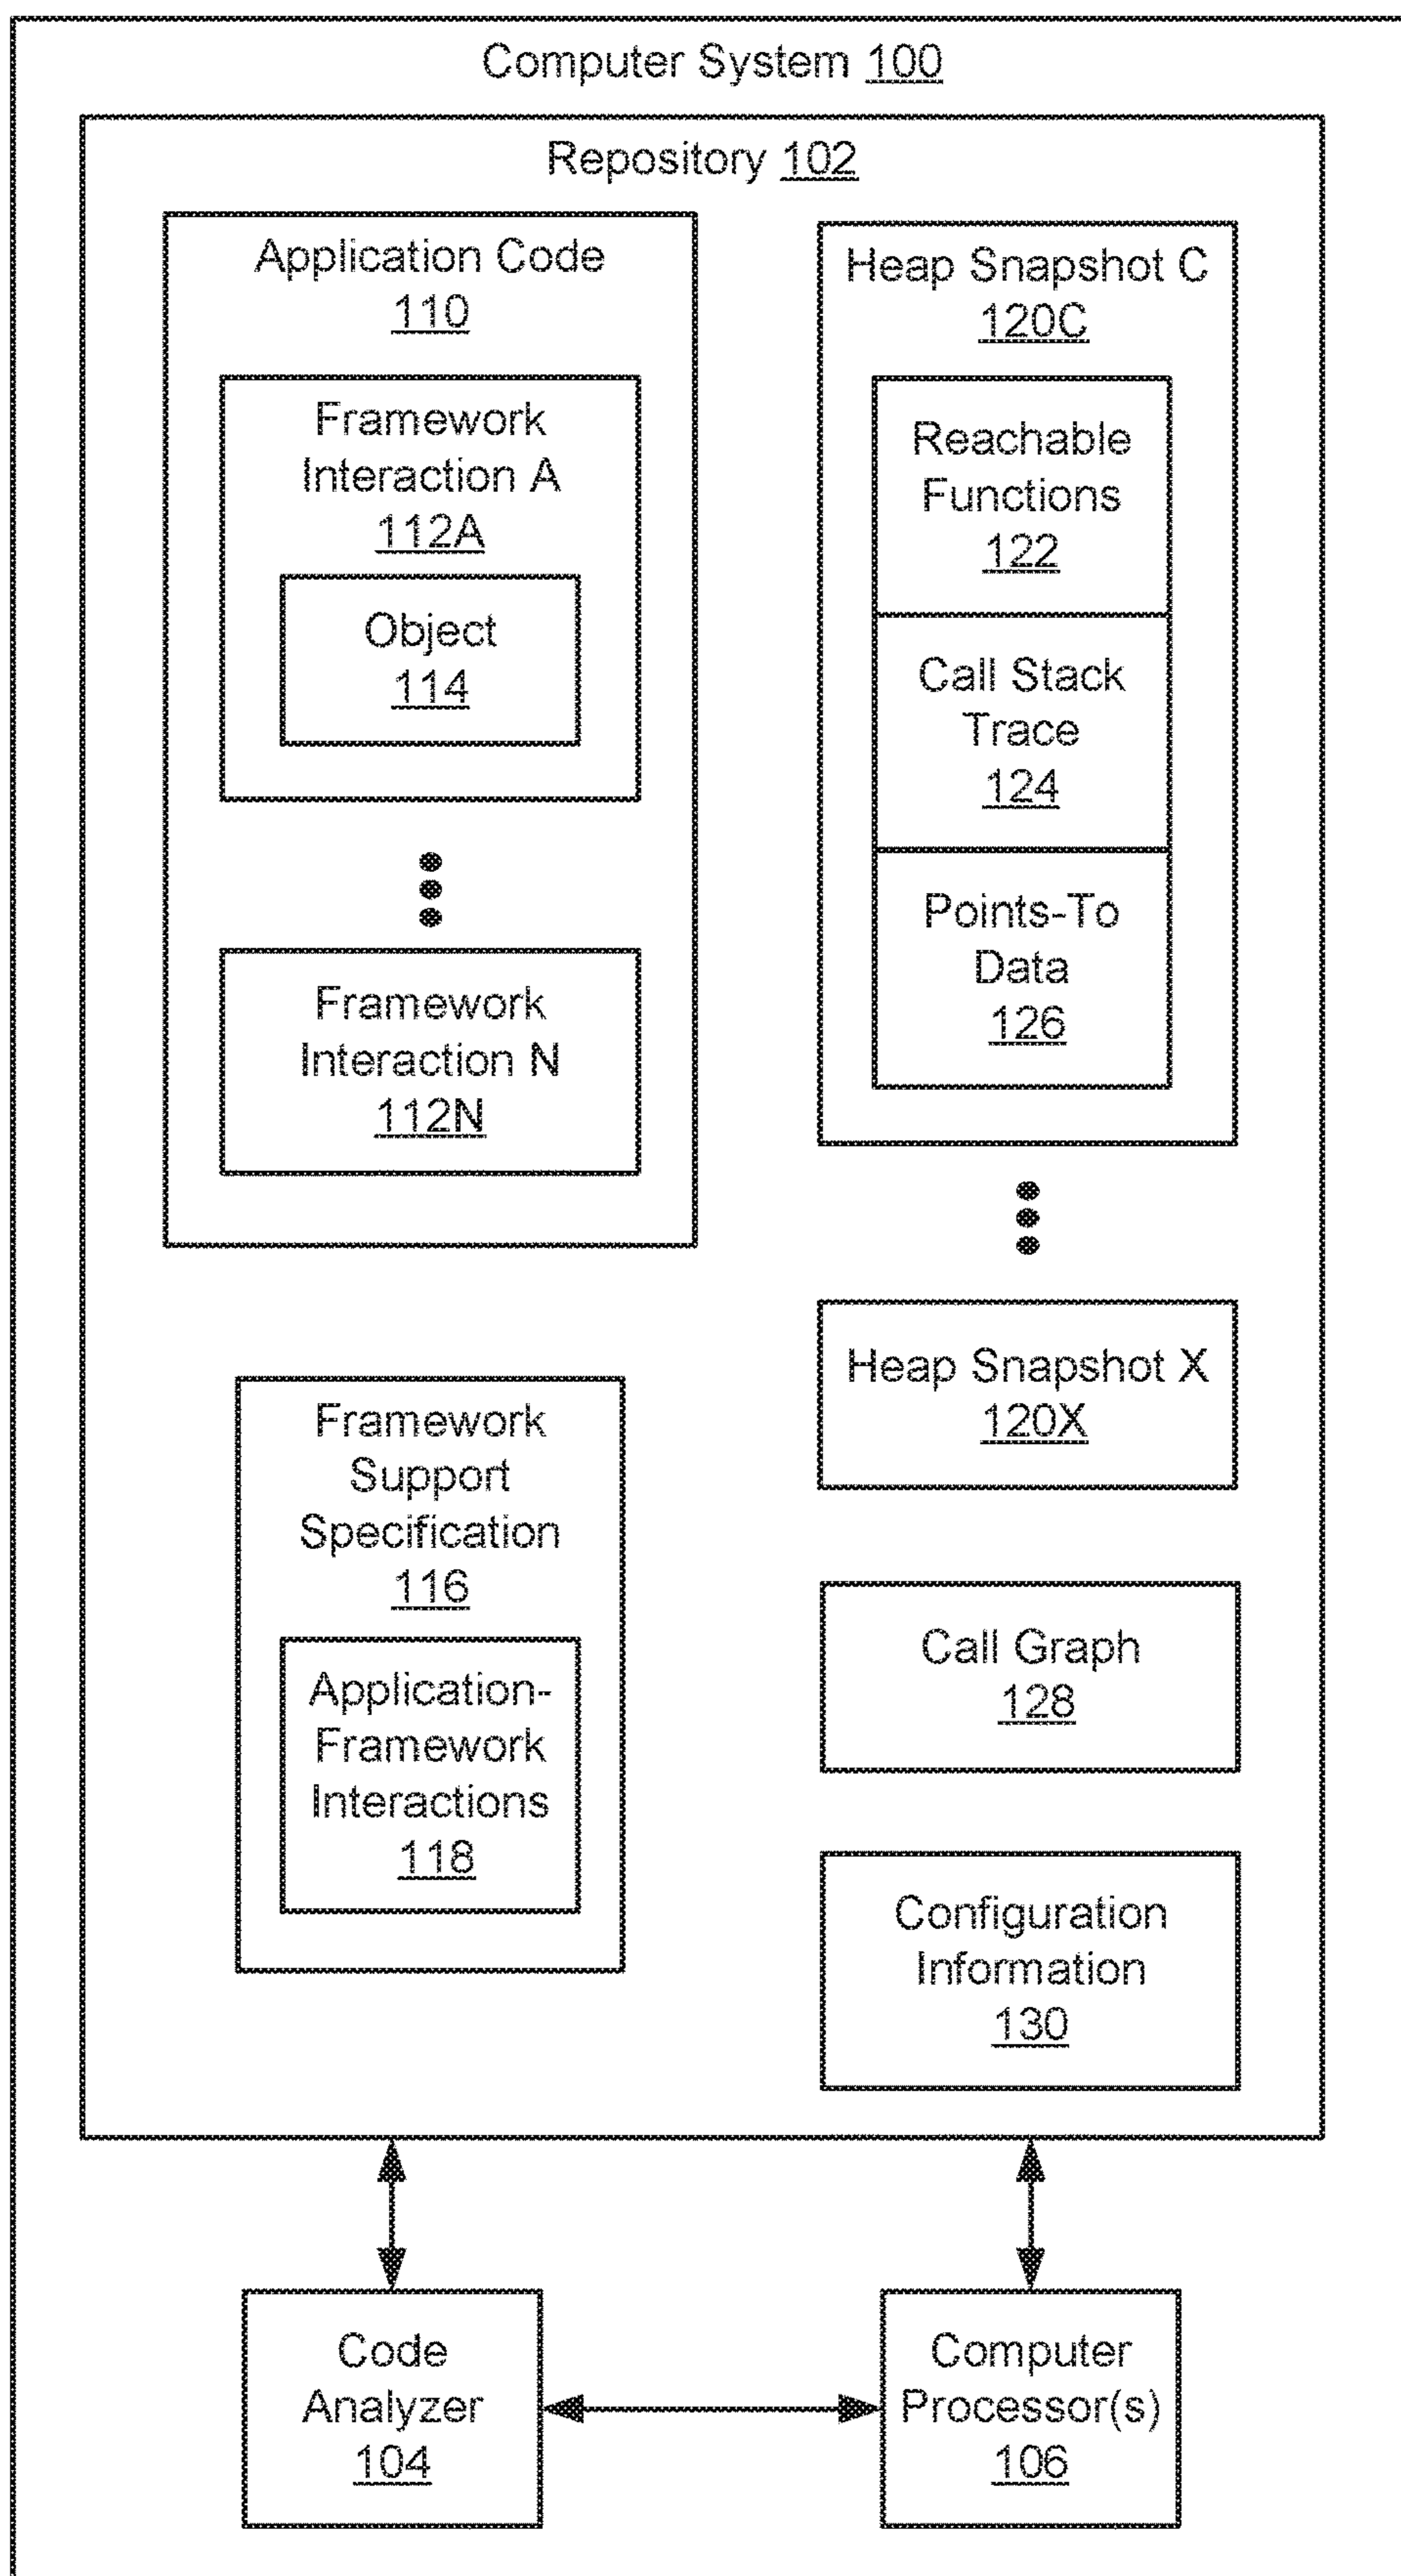 Computer System 100
Repository 102
Application Code
110
Framework
Interaction A
112A
Object
114
Framework
Interaction N
112N
Framework
Support
Specification
116
Application-
Framework
Interactions
118
Heap Snapshot C
120C
Reachable
Functions
122
Call Stack
Trace
124
Points-To
Data
126
Heap Snapshot X
120X
Call Graph
128
Configuration
Information
130
Code
Analyzer
104
Computer
Processor(s)
106